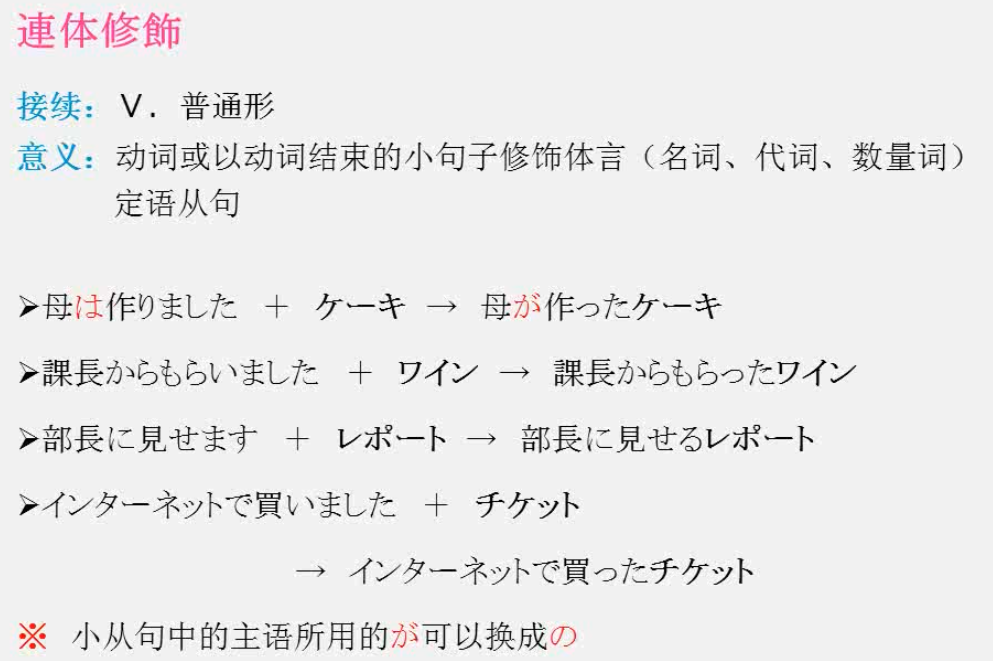 連体修飾
接续：V．普通形
意义：动词或以动词结束的小句子修饰体言（名词、代词、数量词）
定语从句
➢母は作りました　＋　ケーキ　→　母が作ったケーキ
➢課長からもらいました　＋　ワイン　→　課長からもらったワイン
➢部長に見せます　＋　レポート　→　部長に見せるレポート
➢インターネットで買いました　＋　チケット
→　インターネットで買ったチケット
※　小从句中的主语所用的が可以换成の